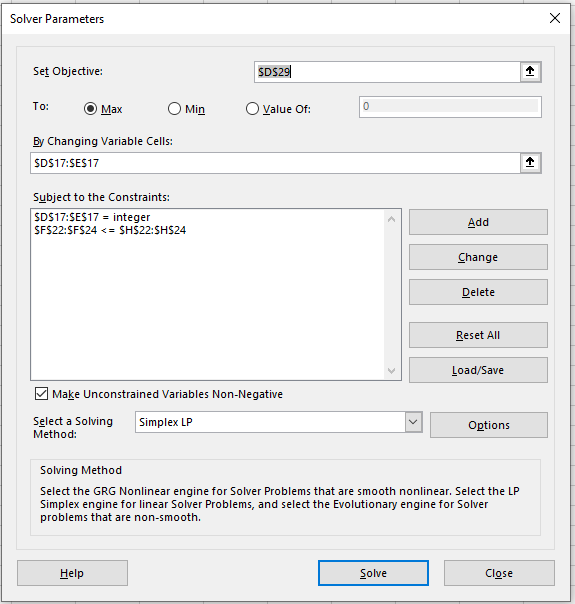 Solver Parameters
Set Objective:
$D$29
To:
Max
Min
Value Of:
0
By Changing Variable Cells:
$D$17:$E$17
Subject to the Constraints:
$D$17:$E$17 = integer
$F$22:$F$24 <= $H$22:$H$24
Add
Change
Delete
Reset All
Load/Save
Make Unconstrained Variables Non-Negative
Select a Solving
Method:
Simplex LP
Options
Solving Method
Select the GRG Nonlinear engine for Solver Problems that are smooth nonlinear. Select the LP
Simplex engine for linear Solver Problems, and select the Evolutionary engine for Solver
problems that are non-smooth.
Help
Solve
Close